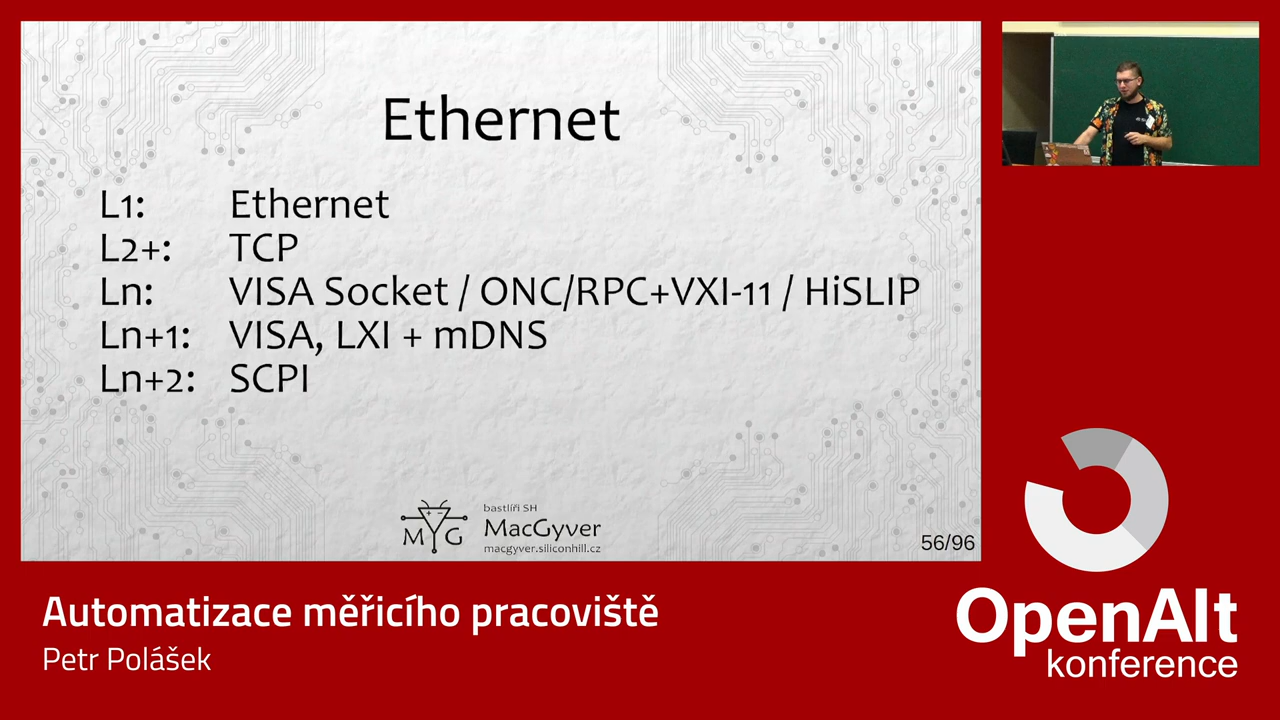 Ethernet
L1: Ethernet
L2+: TCP
Ln: VISA Socket / ONC/RPC+VXI-11 / HiSLIP
Ln+1: VISA, LXI + mDNS
Ln+2: SCPI
MYG
bastlíři SH
MacGyver
macgyver.siliconhill.cz
56/96
Automatizace měřicího pracoviště
Petr Polášek
OpenAlt
konference